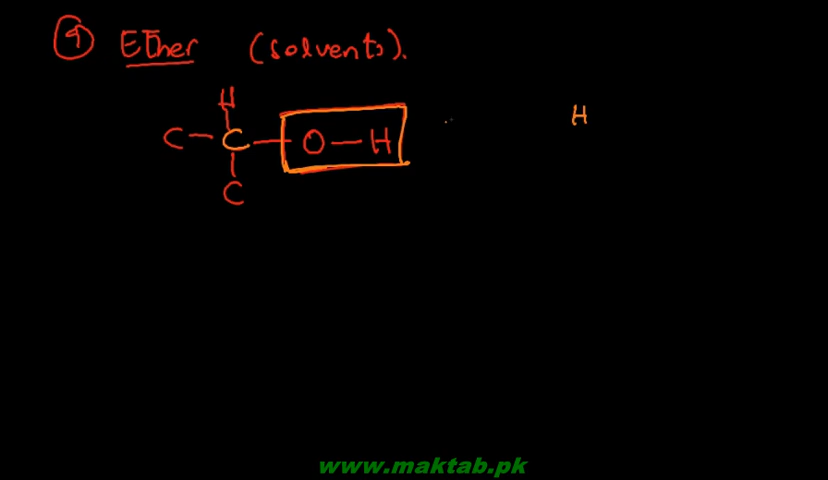 9 Ether (solvents).
H H
C - C - O - H
C
www.maktab.pk